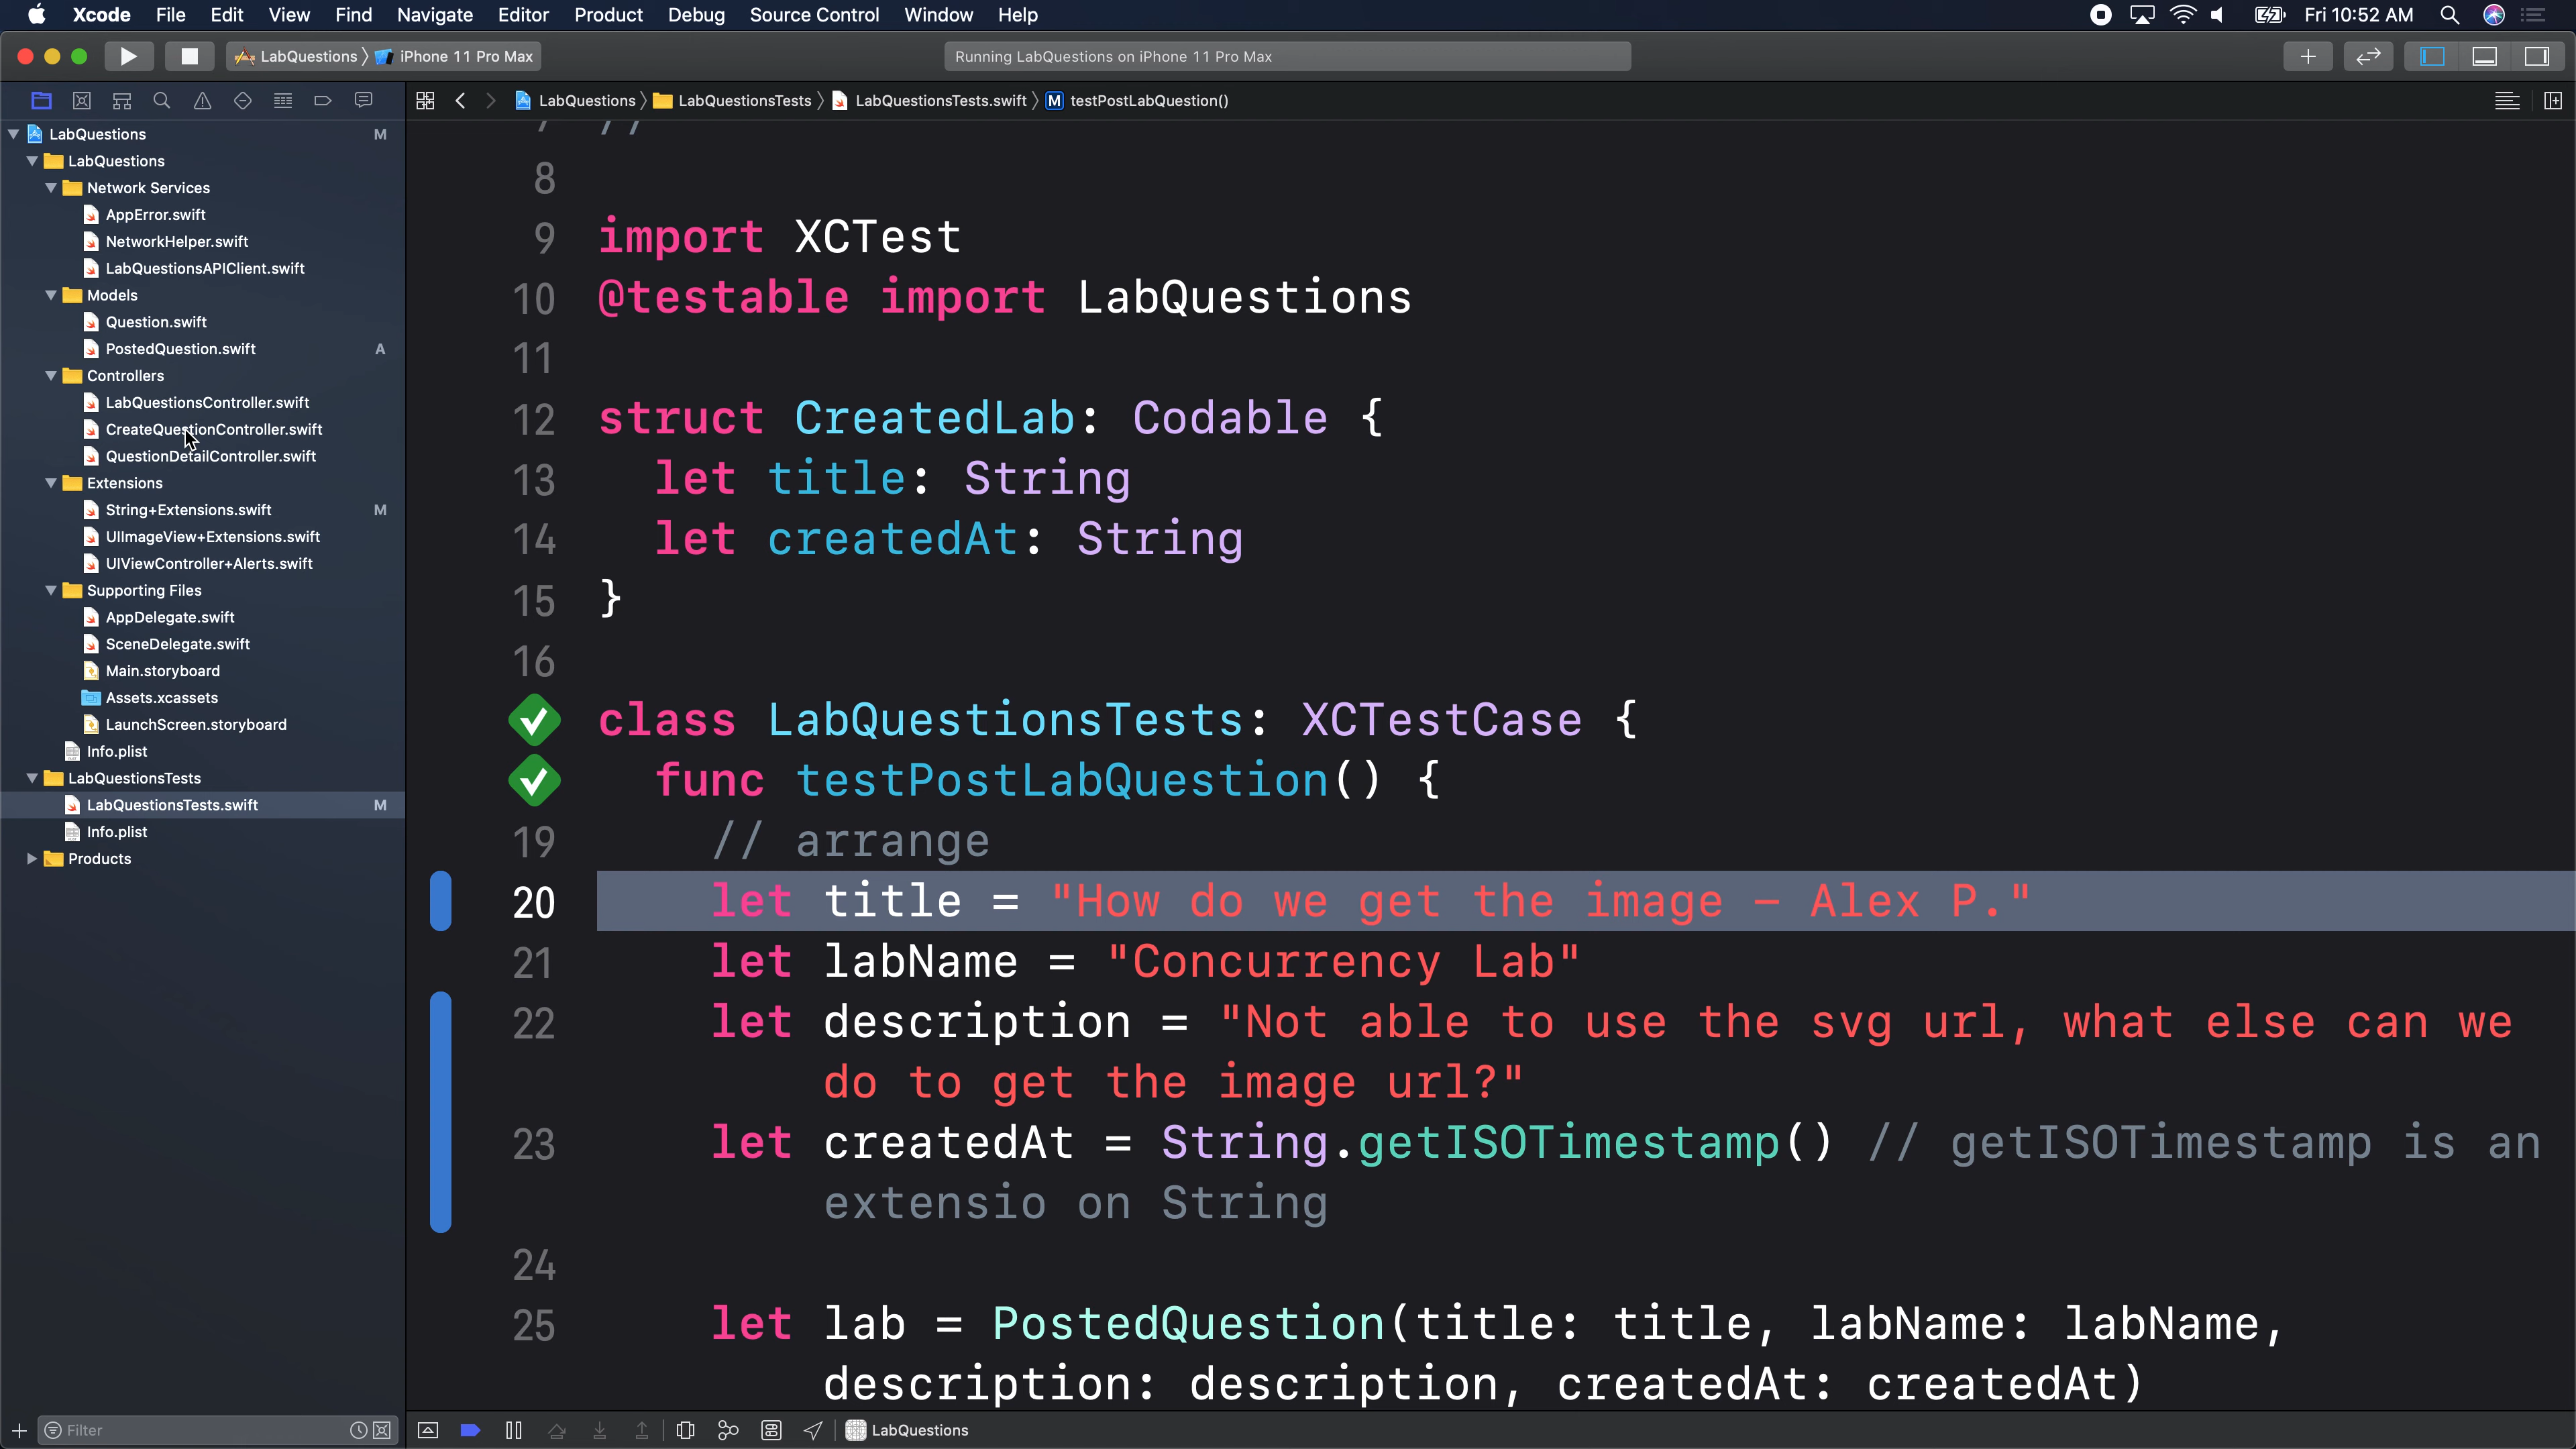 Xcode File Edit View Find Navigate Editor Product Debug Source Control Window Help Fri 10:52 AM
LabQuestions iPhone 11 Pro Max Running LabQuestions on iPhone 11 Pro Max
LabQuestions LabQuestionsTests LabQuestionsTests.swift M testPostLabQuestion()
LabQuestions M
LabQuestions
Network Services
AppError.swift
NetworkHelper.swift
LabQuestionsAPIClient.swift
Models
Question.swift
PostedQuestion.swift A
Controllers
LabQuestionsController.swift
CreateQuestionController.swift
QuestionDetailController.swift
Extensions
String+Extensions.swift M
UIImageView+Extensions.swift
UIViewController+Alerts.swift
Supporting Files
AppDelegate.swift
SceneDelegate.swift
Main.storyboard
Assets.xcassets
LaunchScreen.storyboard
Info.plist
LabQuestionsTests
LabQuestionsTests.swift M
Info.plist
Products
Filter
7 //
8
9 import XCTest
10 @testable import LabQuestions
11
12 struct CreatedLab: Codable {
13 let title: String
14 let createdAt: String
15 }
16
class LabQuestionsTests: XCTestCase {
func testPostLabQuestion() {
19 // arrange
20 let title = "How do we get the image - Alex P."
21 let labName = "Concurrency Lab"
22 let description = "Not able to use the svg url, what else can we
do to get the image url?"
23 let createdAt = String.getISOTimestamp() // getISOTimestamp is an
extensio on String
24
25 let lab = PostedQuestion(title: title, labName: labName,
description: description, createdAt: createdAt)
LabQuestions